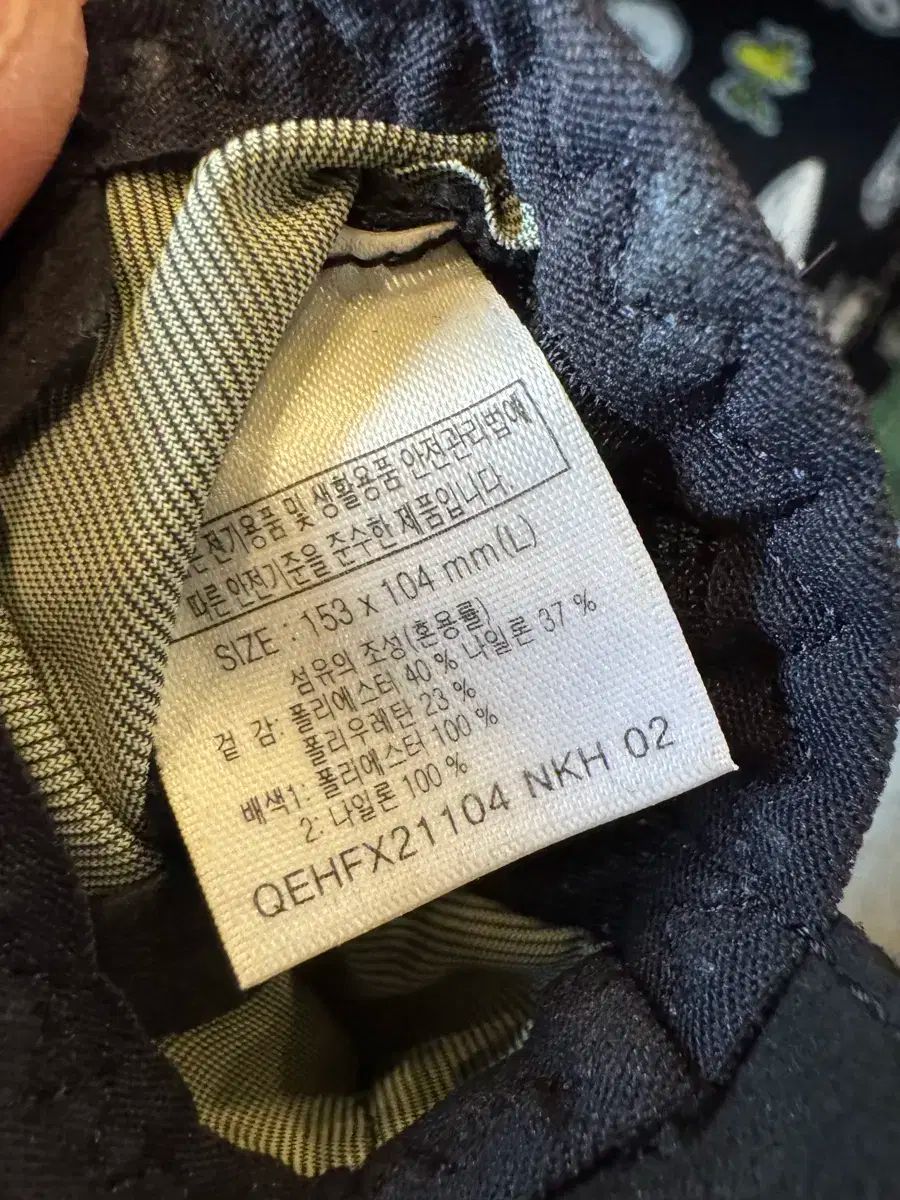 전기용품 및 생활용품 안전관리법에
따른 안전기준을 준수한 제품입니다.
SIZE : 153 x 104 mm(L)
섬유의 조성(혼용률)
겉 감: 폴리에스터 40 % 나일론 37 %
폴리우레탄 23 %
배색1: 폴리에스터 100 %
2: 나일론 100 %
QEHFX21104 NKH 02